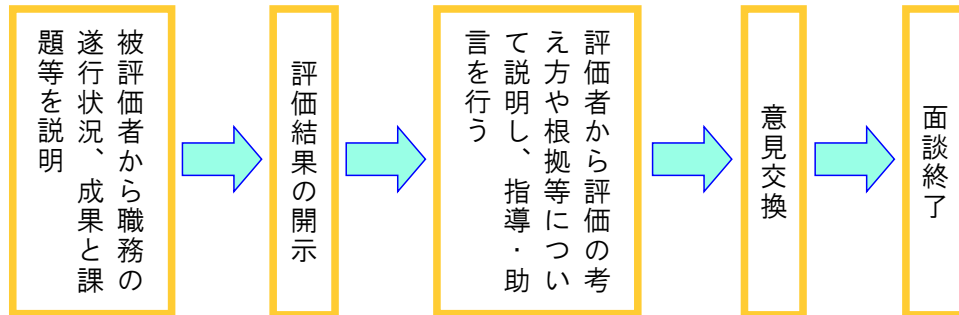 被評価者から職務の
遂行状況、成果と課
題等を説明
評価結果の開示
評価者から評価の考
え方や根拠等につい
て説明し、指導・助
言を行う
意見交換
面談終了